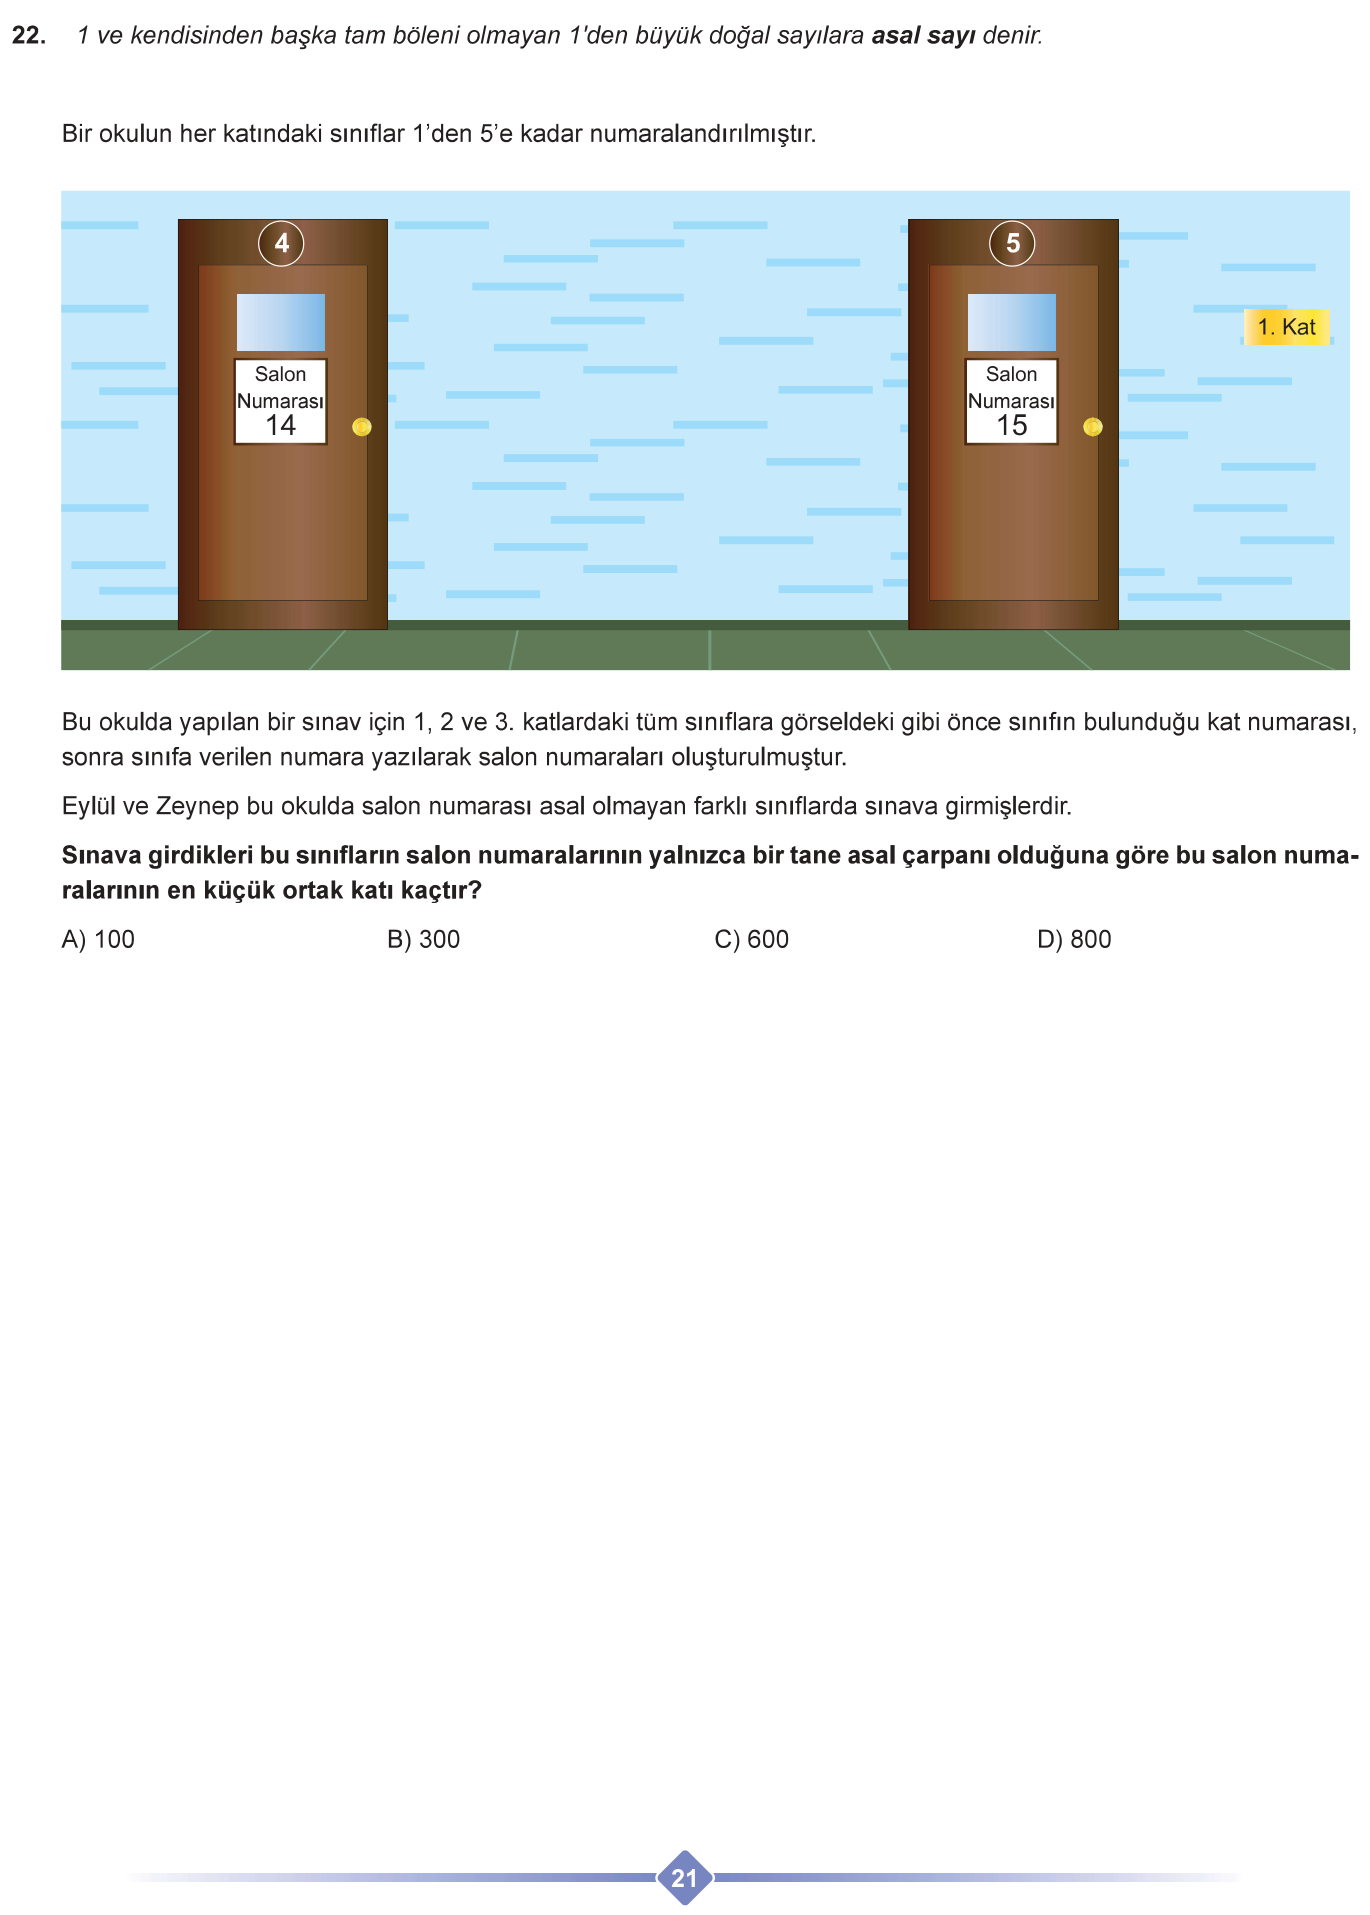 22. 1 ve kendisinden başka tam böleni olmayan 1'den büyük doğal sayılara asal sayı denir.
Bir okulun her katındaki sınıflar 1’den 5’e kadar numaralandırılmıştır.
4
5
1. Kat
Salon
Numarası
14
Salon
Numarası
15
Bu okulda yapılan bir sınav için 1, 2 ve 3. katlardaki tüm sınıflara görseldeki gibi önce sınıfın bulunduğu kat numarası,
sonra sınıfa verilen numara yazılarak salon numaraları oluşturulmuştur.
Eylül ve Zeynep bu okulda salon numarası asal olmayan farklı sınıflarda sınava girmişlerdir.
Sınava girdikleri bu sınıfların salon numaralarının yalnızca bir tane asal çarpanı olduğuna göre bu salon numa-
ralarının en küçük ortak katı kaçtır?
A) 100 B) 300 C) 600 D) 800
21